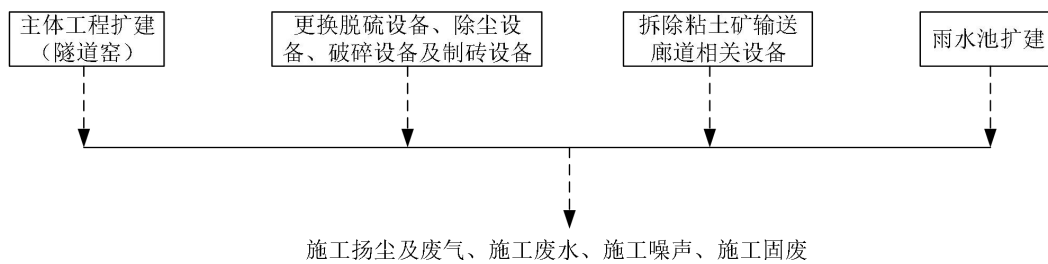 主体工程扩建
（隧道窑）
更换脱硫设备、除尘设
备、破碎设备及制砖设备
拆除粘土矿输送
廊道相关设备
雨水池扩建
施工扬尘及废气、施工废水、施工噪声、施工固废